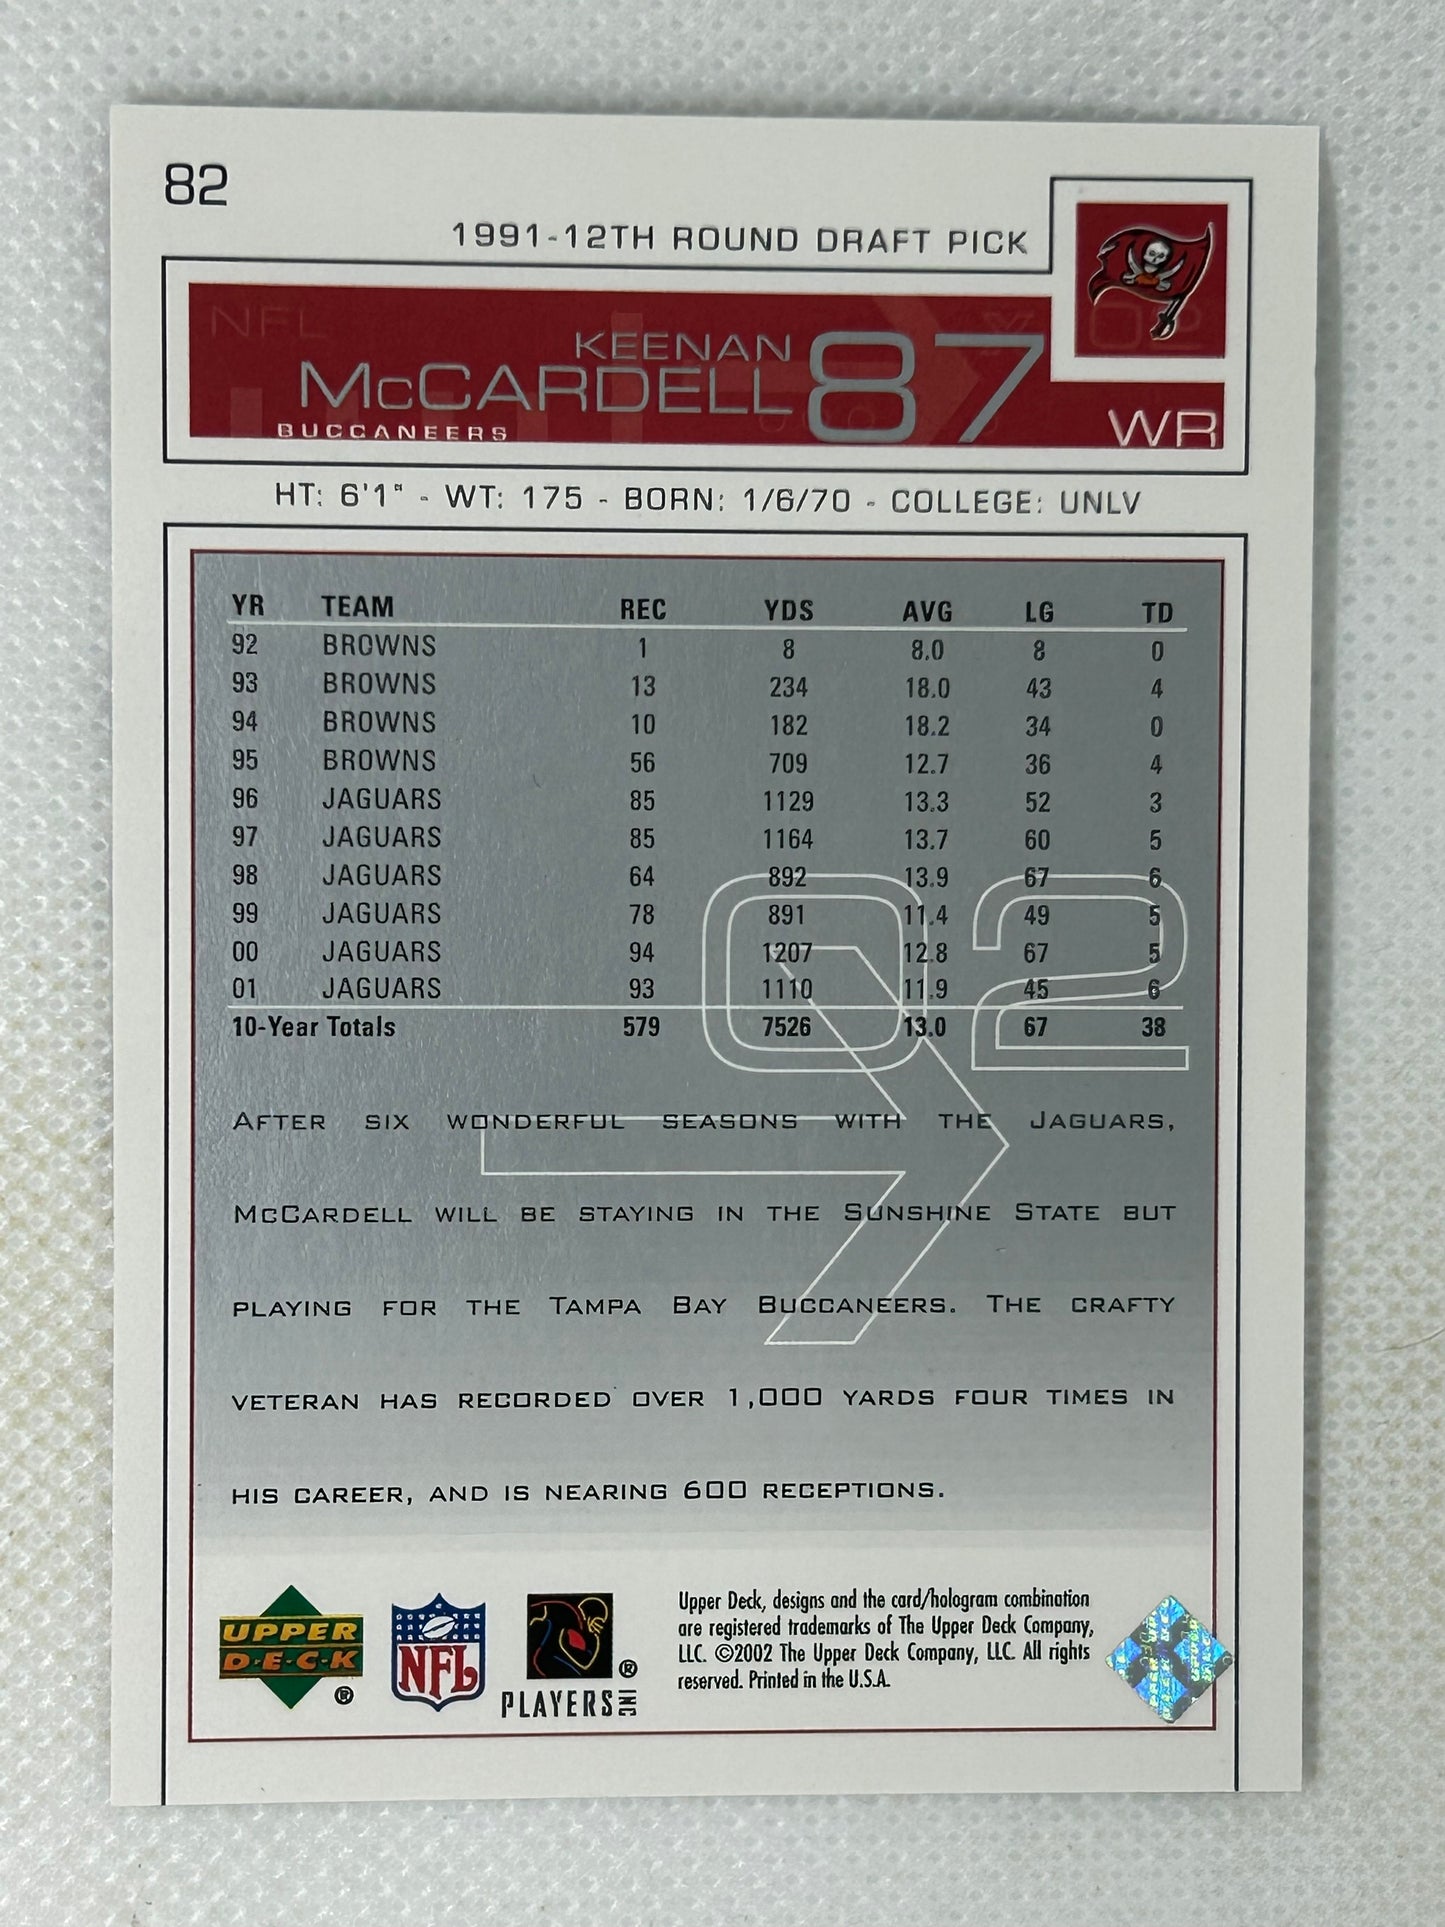 82
1991-12TH ROUND DRAFT PICK
NFL
KEENAN
McCARDELL 87
BUCCANEERS
WR
02
HT: 6'1" - WT: 175 - BORN: 1/6/70 - COLLEGE: UNLV
YR TEAM REC YDS AVG LG TD
92 BROWNS 1 8 8.0 8 0
93 BROWNS 13 234 18.0 43 4
94 BROWNS 10 182 18.2 34 0
95 BROWNS 56 709 12.7 36 4
96 JAGUARS 85 1129 13.3 52 3
97 JAGUARS 85 1164 13.7 60 5
98 JAGUARS 64 892 13.9 67 6
99 JAGUARS 78 891 11.4 49 5
00 JAGUARS 94 1207 12.8 67 5
01 JAGUARS 93 1110 11.9 45 6
10-Year Totals 579 7526 13.0 67 38
02
AFTER SIX WONDERFUL SEASONS WITH THE JAGUARS,
MCCARDELL WILL BE STAYING IN THE SUNSHINE STATE BUT
PLAYING FOR THE TAMPA BAY BUCCANEERS. THE CRAFTY
VETERAN HAS RECORDED OVER 1,000 YARDS FOUR TIMES IN
HIS CAREER, AND IS NEARING 600 RECEPTIONS.
UPPER
D·E·C·K
®
NFL
®
PLAYERS INC
Upper Deck, designs and the card/hologram combination
are registered trademarks of The Upper Deck Company,
LLC. ©2002 The Upper Deck Company, LLC. All rights
reserved. Printed in the U.S.A.